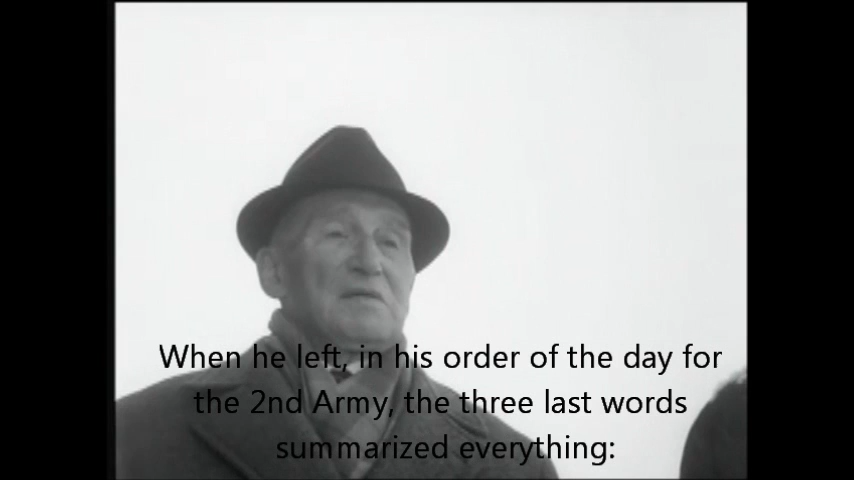 When he left, in his order of the day for
the 2nd Army, the three last words
summarized everything: